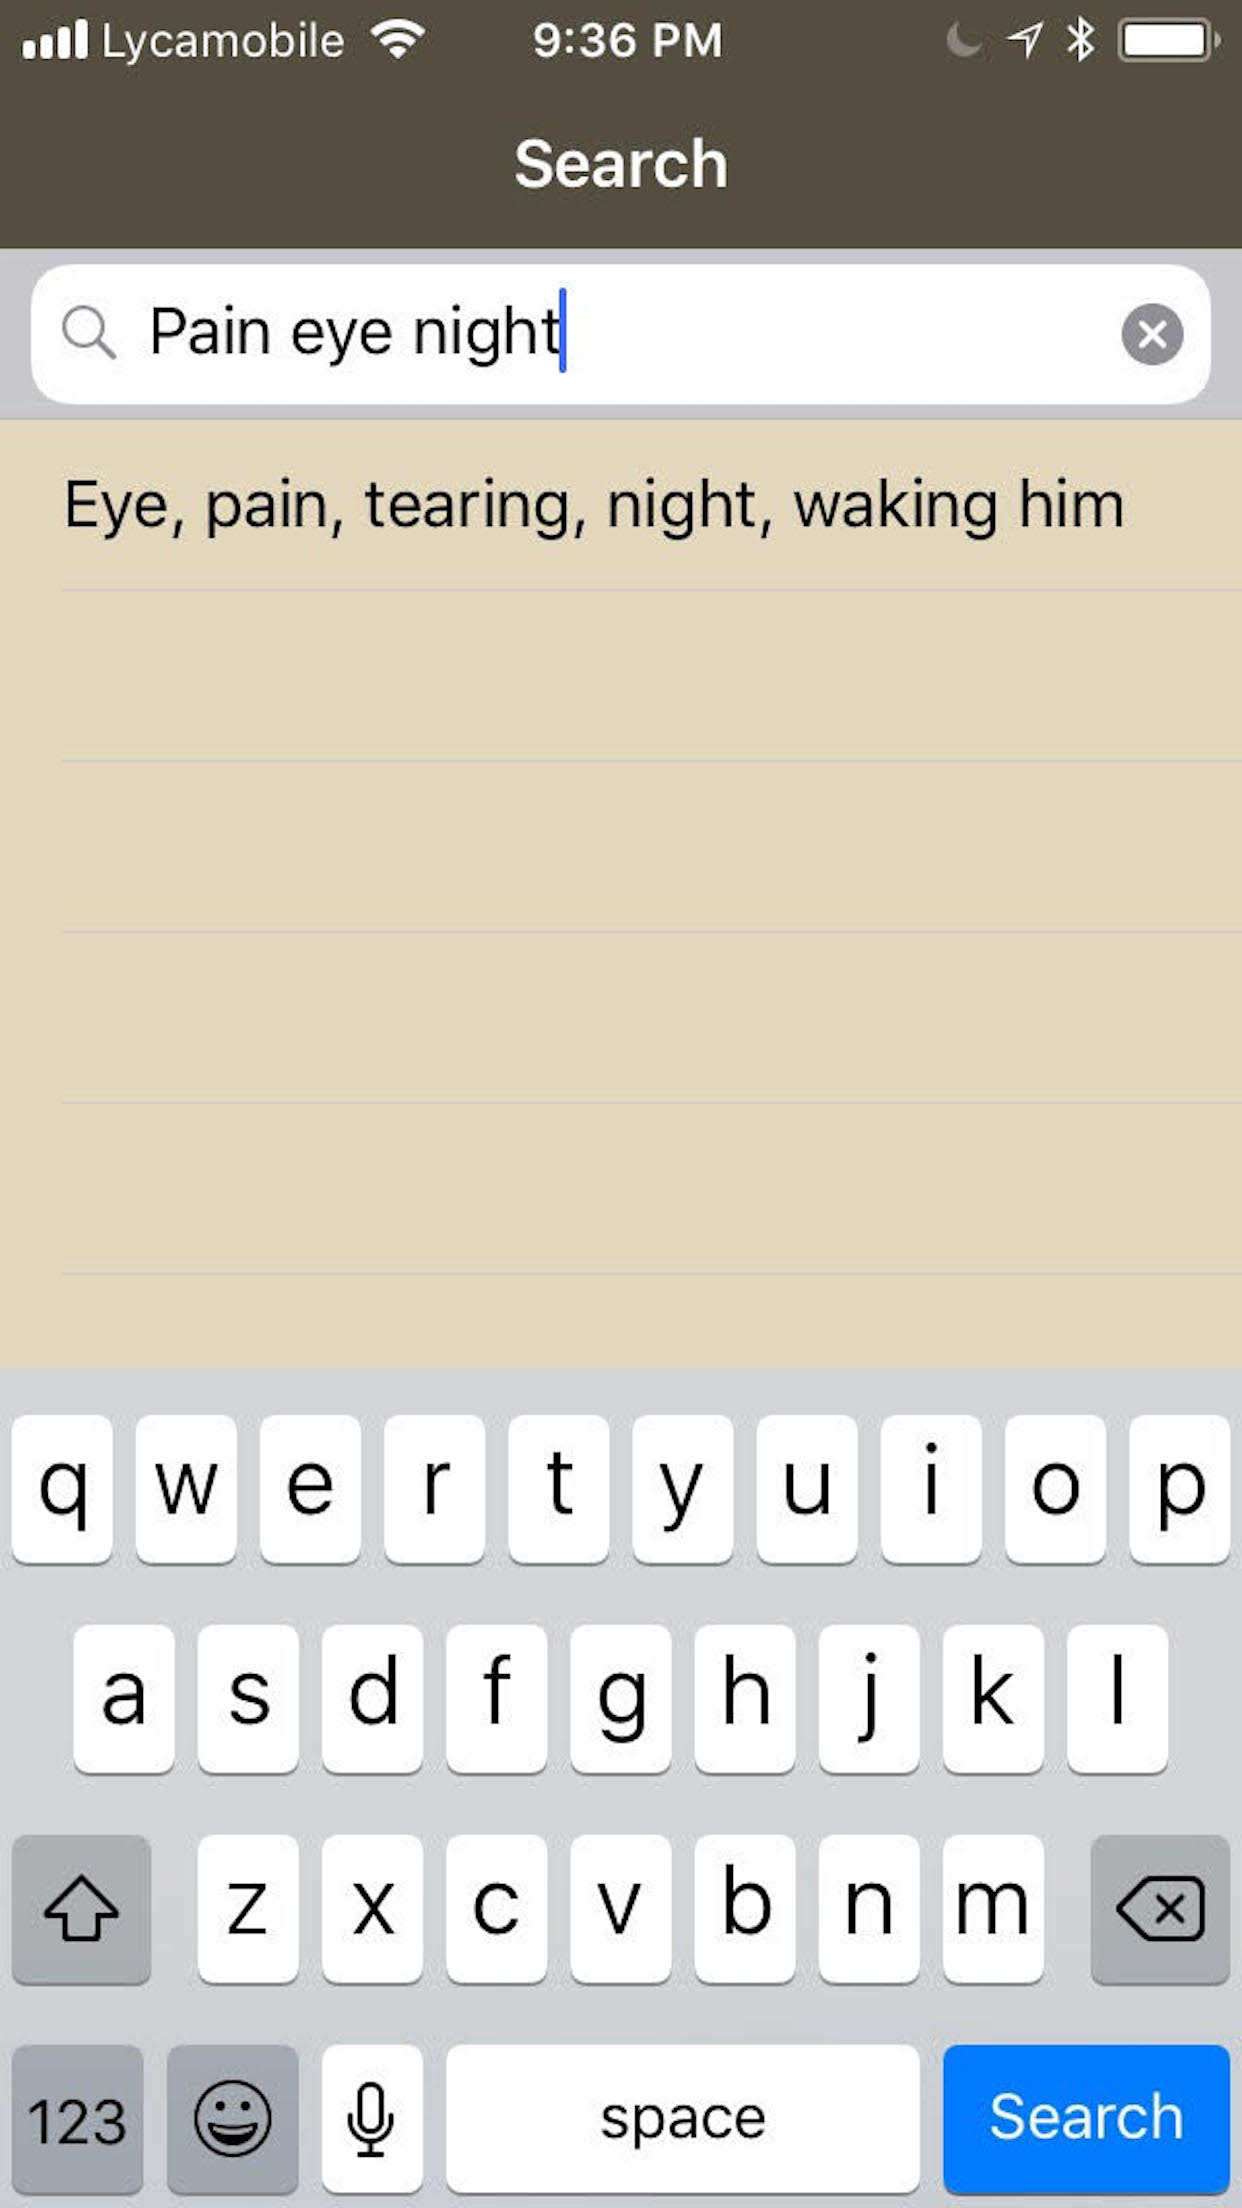 Lycamobile 9:36 PM
Search
Pain eye night
Eye, pain, tearing, night, waking him
q w e r t y u i o p
a s d f g h j k l
z x c v b n m
123 space Search